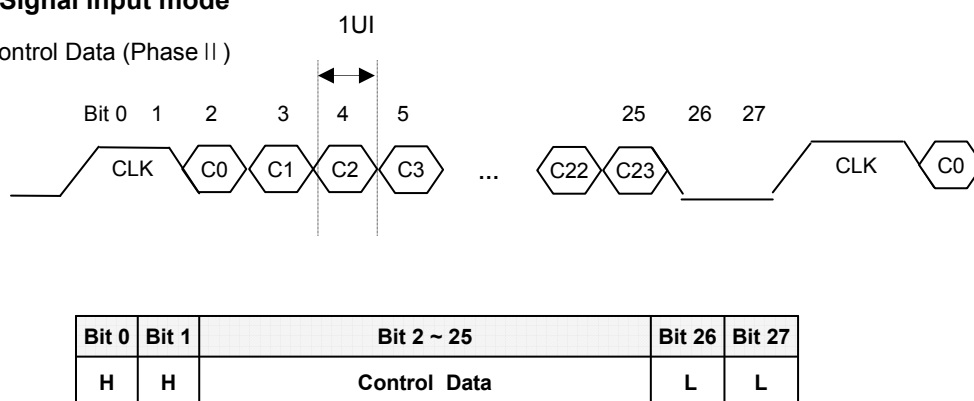 Signal input mode
1UI
ontrol Data (Phase II)
Bit 0 1 2 3 4 5 25 26 27
CLK C0 C1 C2 C3 ... C22 C23 CLK C0
Bit 0 Bit 1 Bit 2 ~ 25 Bit 26 Bit 27
H H Control Data L L